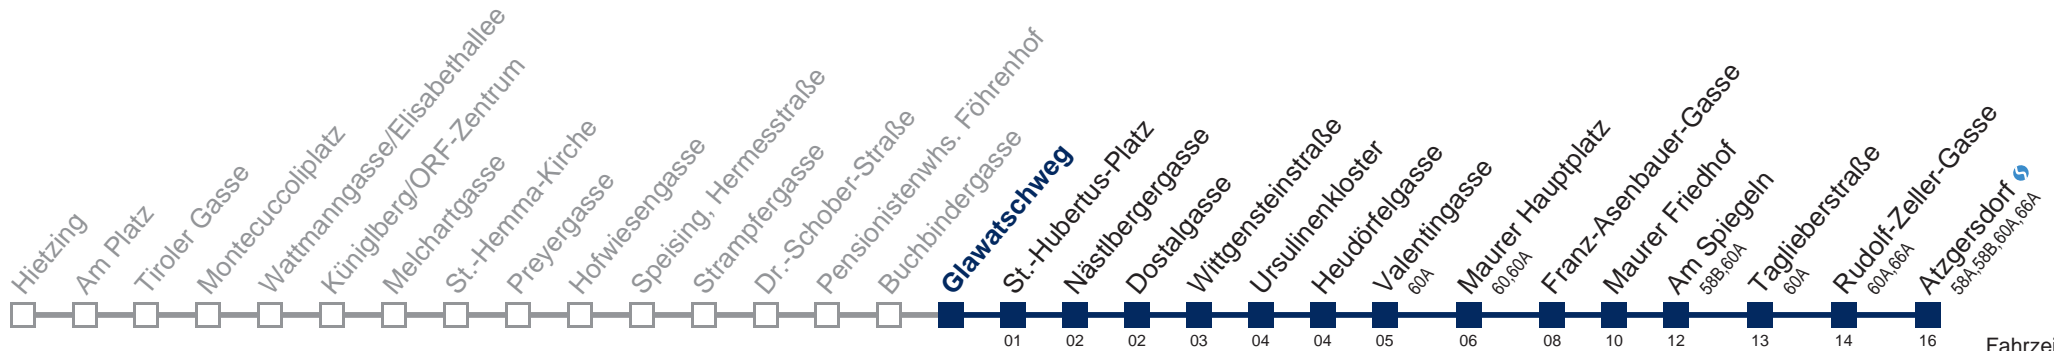 Hietzing
Am Platz
Tiroler Gasse
Montecuccoliplatz
Wattmanngasse/Elisabethallee
Küniglberg/ORF-Zentrum
Melchartgasse
St.-Hemma-Kirche
Preyergasse
Hofwiesengasse
Speising, Hermesstraße
Strampfergasse
Dr.-Schober-Straße
Pensionistenwhs. Föhrenhof
Buchbindergasse
Glawatschweg
St.-Hubertus-Platz
Nästlbergergasse
Dostalgasse
Wittgensteinstraße
Ursulinenkloster
Heudörfelgasse
Valentingasse
60A
Maurer Hauptplatz
60,60A
Franz-Asenbauer-Gasse
Maurer Friedhof
Am Spiegeln
58B,60A
Taglieberstraße
60A
Rudolf-Zeller-Gasse
60A,66A
Atzgersdorf
58A,58B,60A,66A
01 02 02 03 04 04 05 06 08 10 12 13 14 16
Fahrzei